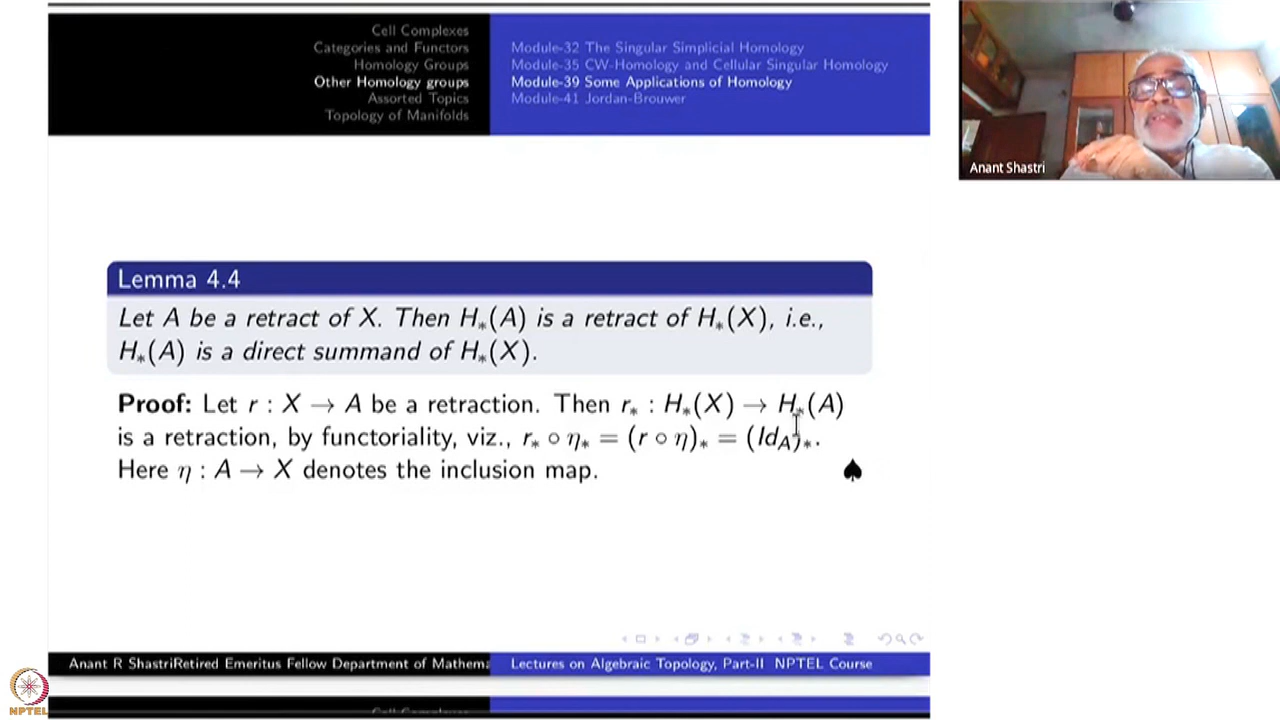 Cell Complexes
Categories and Functors
Homology Groups
Other Homology groups
Assorted Topics
Topology of Manifolds
Module-32 The Singular Simplicial Homology
Module-35 CW-Homology and Cellular Singular Homology
Module-39 Some Applications of Homology
Module-41 Jordan-Brouwer
Anant Shastri
Lemma 4.4
Let A be a retract of X. Then H∗(A) is a retract of H∗(X), i.e.,
H∗(A) is a direct summand of H∗(X).
Proof: Let r : X → A be a retraction. Then r∗ : H∗(X) → H∗(A)
is a retraction, by functoriality, viz., r∗ ∘ η∗ = (r ∘ η)∗ = (Id_A)∗.
Here η : A → X denotes the inclusion map. ♠
Anant R ShastriRetired Emeritus Fellow Department of Mathema
Lectures on Algebraic Topology, Part-II NPTEL Course
NPTEL